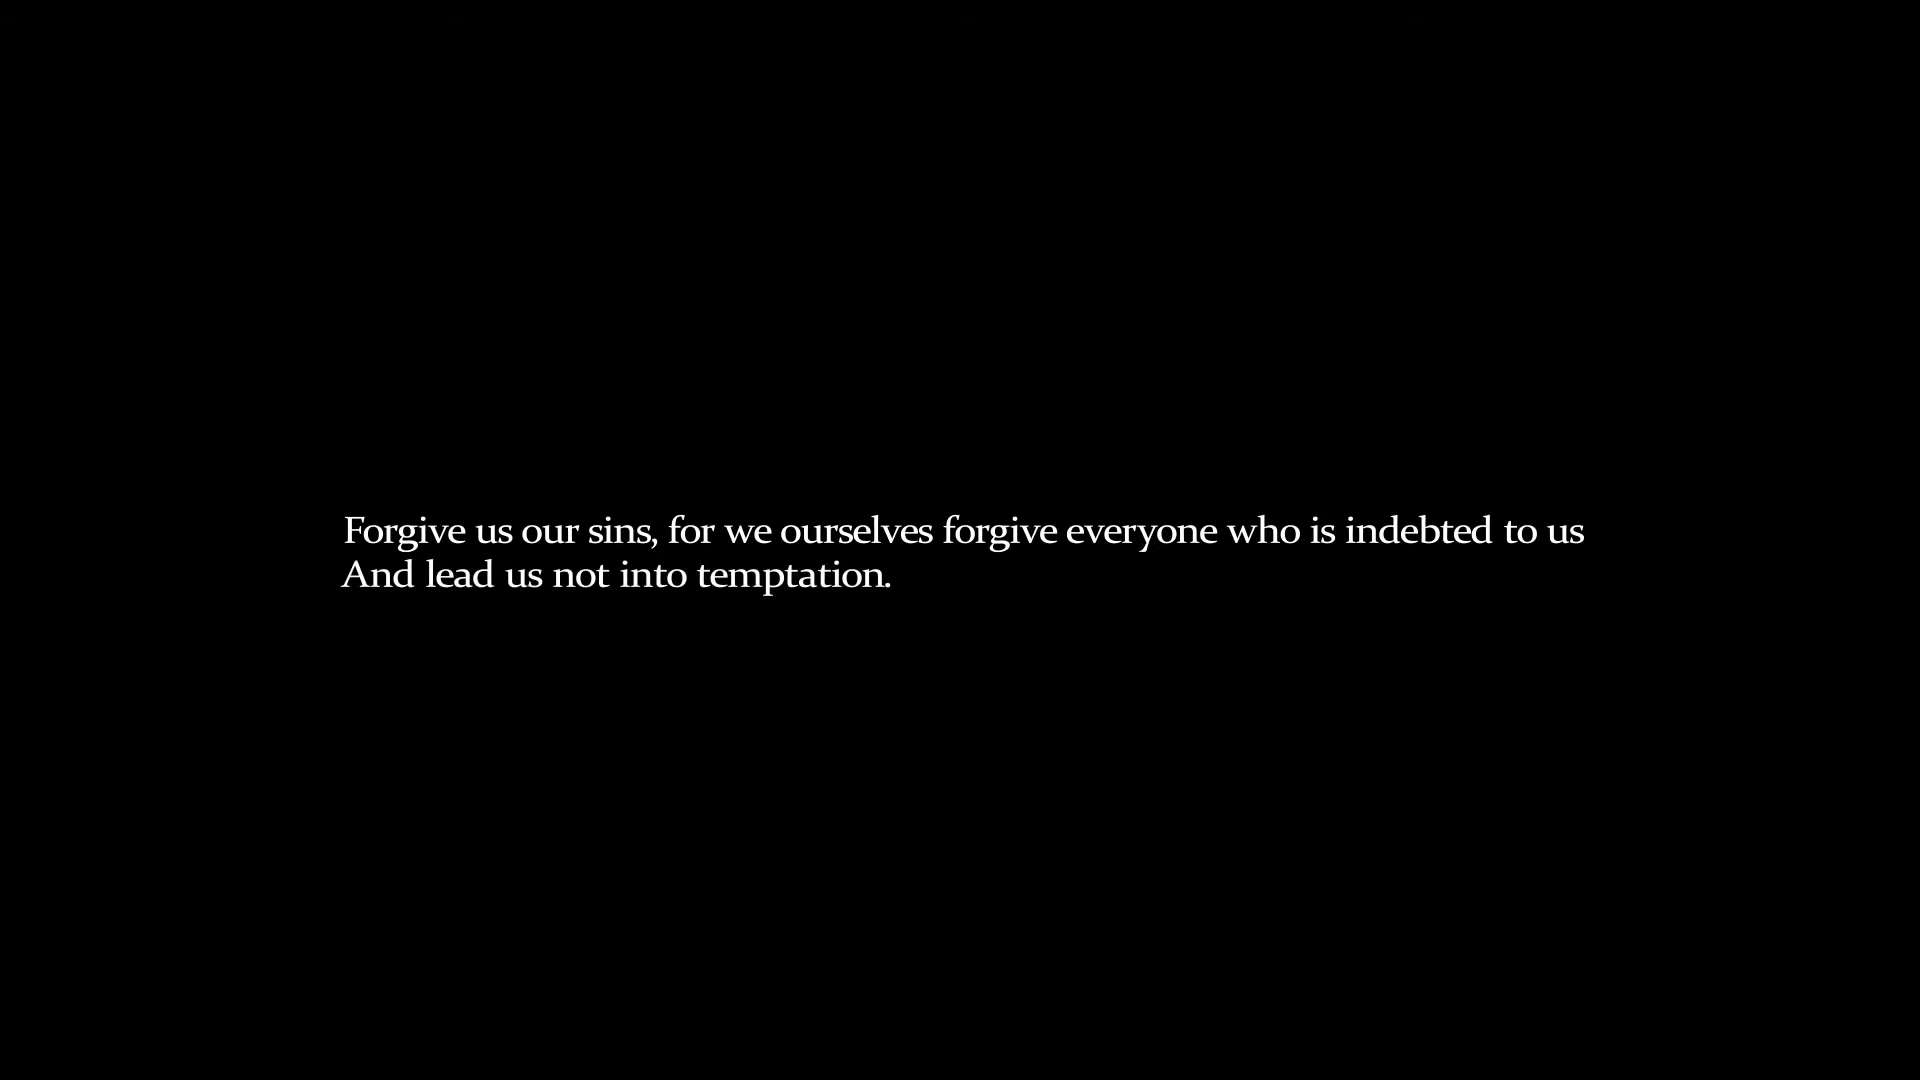 Forgive us our sins, for we ourselves forgive everyone who is indebted to us
And lead us not into temptation.